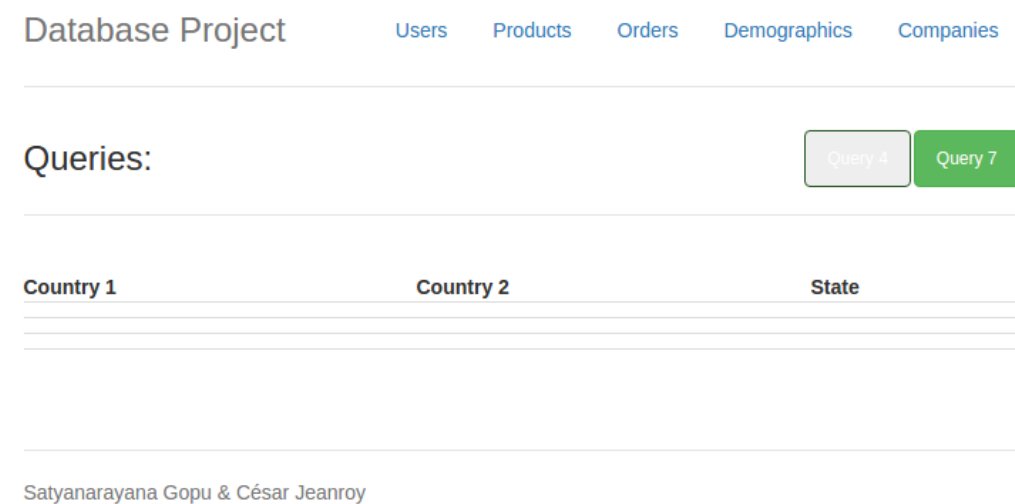 Database Project Users Products Orders Demographics Companies
Queries: Query 4 Query 7
Country 1 Country 2 State
Satyanarayana Gopu & César Jeanroy